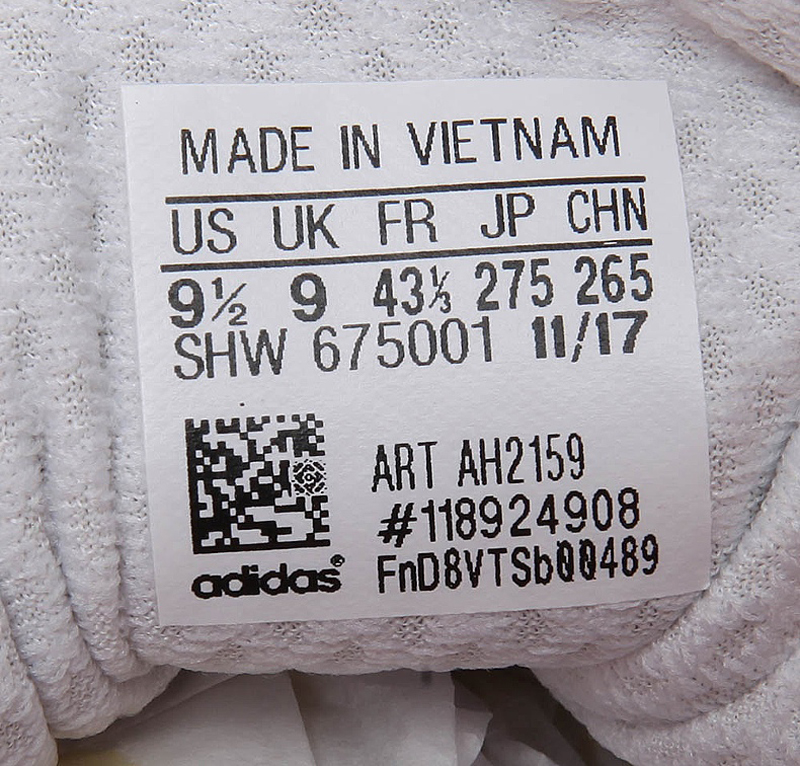 MADE IN VIETNAM
US UK FR JP CHN
9½ 9 43⅓ 275 265
SHW 675001 11/17
ART AH2159
#118924908
adidas® FnD8VTSb00489